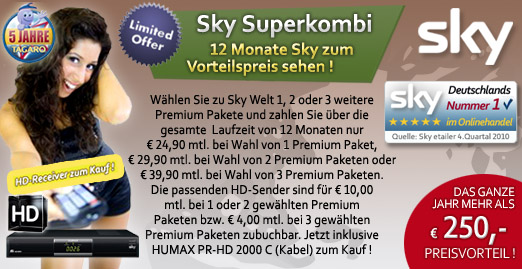 5 JAHRE
TAGARO
Limited
Offer
Sky Superkombi
12 Monate Sky zum
Vorteilspreis sehen !
sky
sky
Deutschlands
Nummer 1
im Onlinehandel
Quelle: Sky etailer 4.Quartal 2010
Wählen Sie zu Sky Welt 1, 2 oder 3 weitere
Premium Pakete und zahlen Sie über die
gesamte Laufzeit von 12 Monaten nur
€ 24,90 mtl. bei Wahl von 1 Premium Paket,
€ 29,90 mtl. bei Wahl von 2 Premium Paketen oder
€ 39,90 mtl. bei Wahl von 3 Premium Paketen.
Die passenden HD-Sender sind für € 10,00
mtl. bei 1 oder 2 gewählten Premium
Paketen bzw. € 4,00 mtl. bei 3 gewählten
Premium Paketen zubuchbar. Jetzt inklusive
HUMAX PR-HD 2000 C (Kabel) zum Kauf !
HD-Receiver zum Kauf !
HD
DAS GANZE
JAHR MEHR ALS
€ 250,-
PREISVORTEIL !